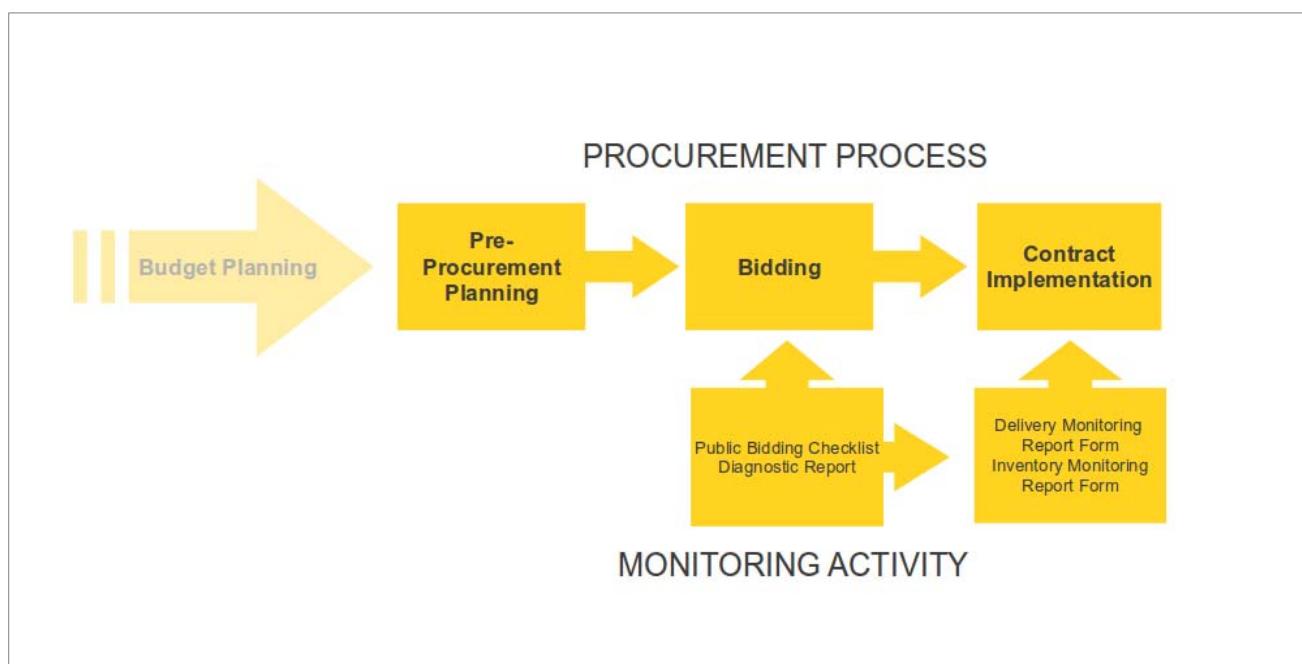 PROCUREMENT PROCESS
Budget Planning
Pre-
Procurement
Planning
Bidding
Contract
Implementation
Public Bidding Checklist
Diagnostic Report
Delivery Monitoring
Report Form
Inventory Monitoring
Report Form
MONITORING ACTIVITY